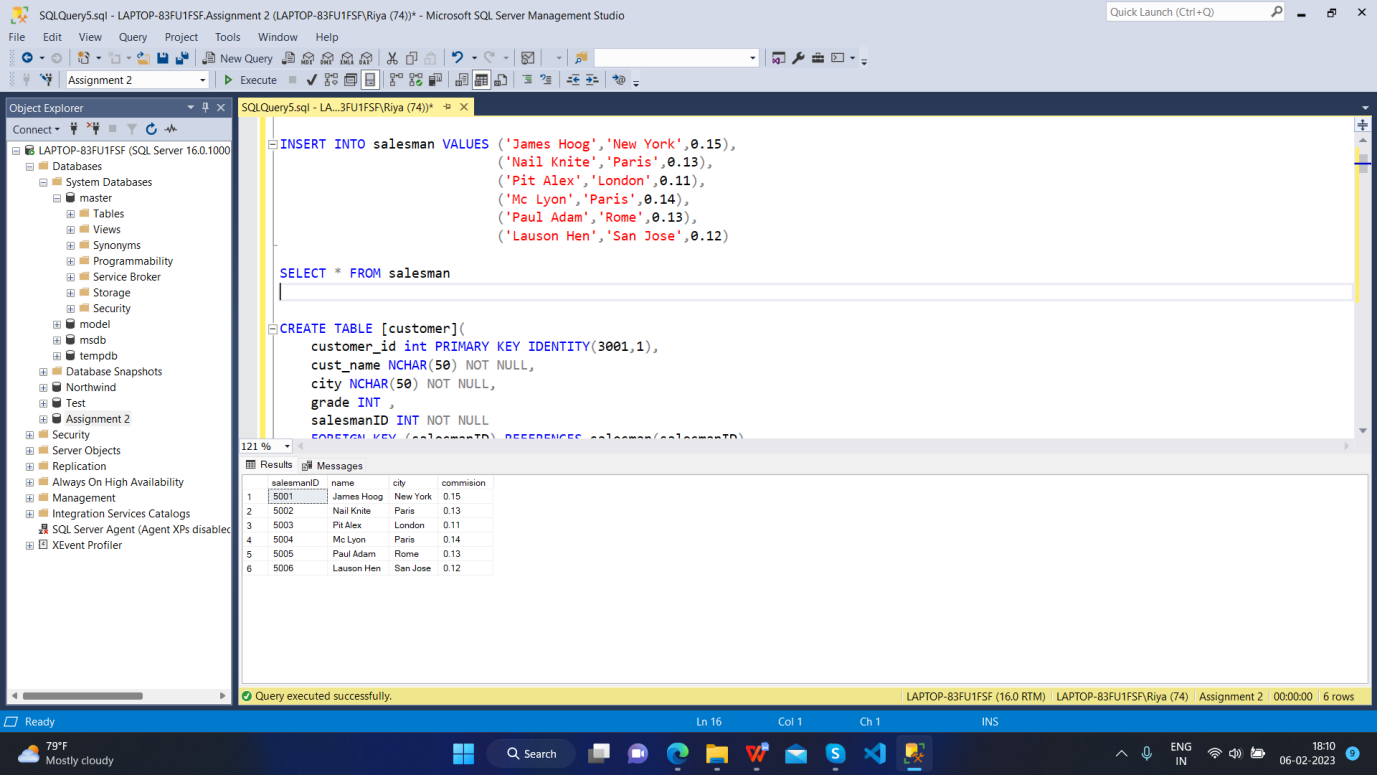 SQLQuery5.sql - LAPTOP-83FU1FSF.Assignment 2 (LAPTOP-83FU1FSF\Riya (74))* - Microsoft SQL Server Management Studio
Quick Launch (Ctrl+Q)
File Edit View Query Project Tools Window Help
New Query
Assignment 2
Execute
Object Explorer
Connect
LAPTOP-83FU1FSF (SQL Server 16.0.1000
Databases
System Databases
master
Tables
Views
Synonyms
Programmability
Service Broker
Storage
Security
model
msdb
tempdb
Database Snapshots
Northwind
Test
Assignment 2
Security
Server Objects
Replication
Always On High Availability
Management
Integration Services Catalogs
SQL Server Agent (Agent XPs disabled
XEvent Profiler
SQLQuery5.sql - LA...3FU1FSF\Riya (74))*
INSERT INTO salesman VALUES ('James Hoog','New York',0.15),
('Nail Knite','Paris',0.13),
('Pit Alex','London',0.11),
('Mc Lyon','Paris',0.14),
('Paul Adam','Rome',0.13),
('Lauson Hen','San Jose',0.12)
SELECT * FROM salesman
CREATE TABLE [customer](
customer_id int PRIMARY KEY IDENTITY(3001,1),
cust_name NCHAR(50) NOT NULL,
city NCHAR(50) NOT NULL,
grade INT ,
salesmanID INT NOT NULL
FOREIGN KEY (salesmanID) REFERENCES salesman(salesmanID)
121 %
Results Messages
salesmanID name city commision
1 5001 James Hoog New York 0.15
2 5002 Nail Knite Paris 0.13
3 5003 Pit Alex London 0.11
4 5004 Mc Lyon Paris 0.14
5 5005 Paul Adam Rome 0.13
6 5006 Lauson Hen San Jose 0.12
Query executed successfully.
LAPTOP-83FU1FSF (16.0 RTM) LAPTOP-83FU1FSF\Riya (74) Assignment 2 00:00:00 6 rows
Ready Ln 16 Col 1 Ch 1 INS
79°F
Mostly cloudy
Search
ENG
IN
18:10
06-02-2023
9